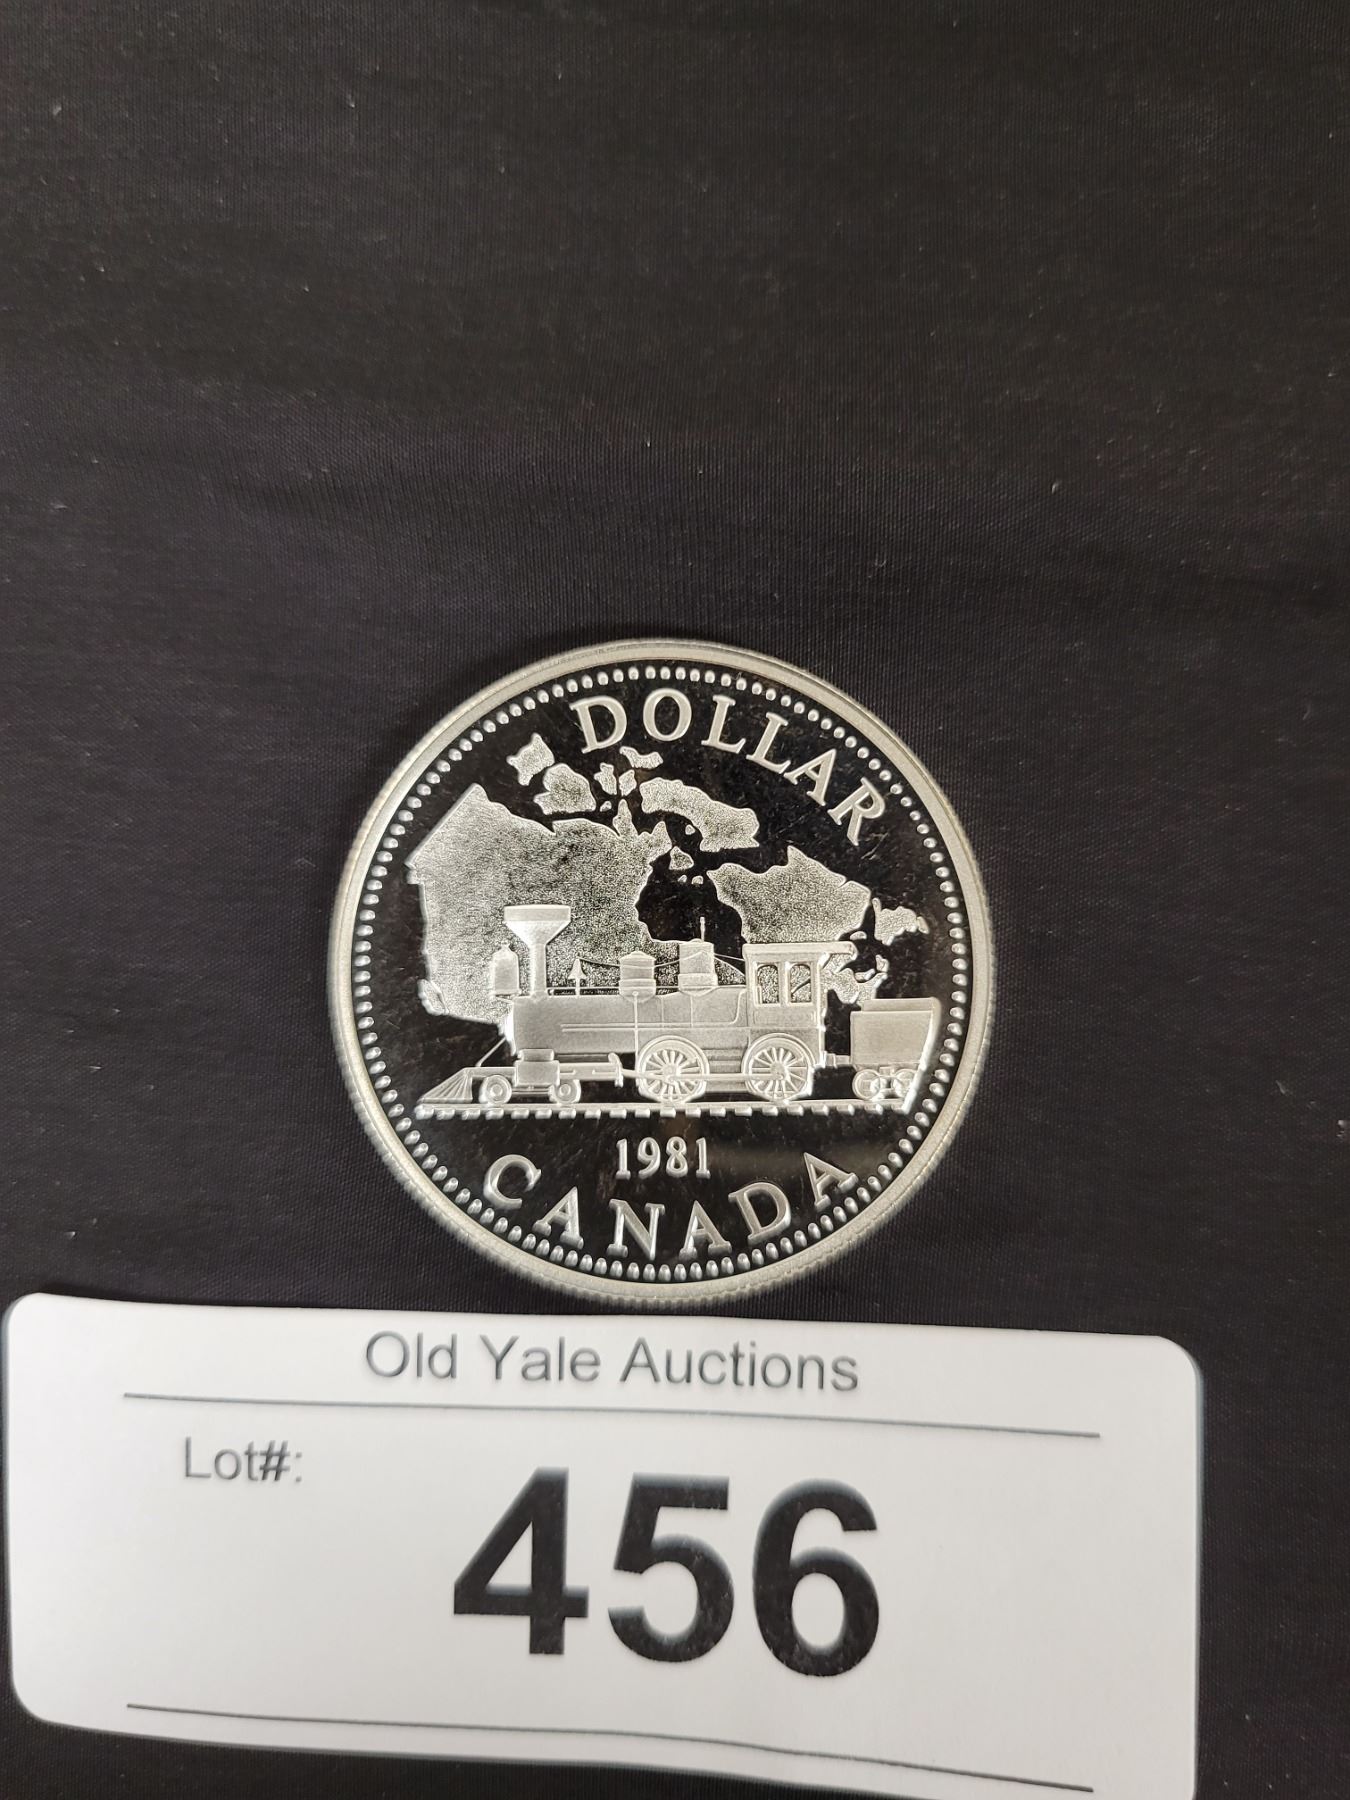 DOLLAR
1981
CANADA
Old Yale Auctions
Lot#:
456